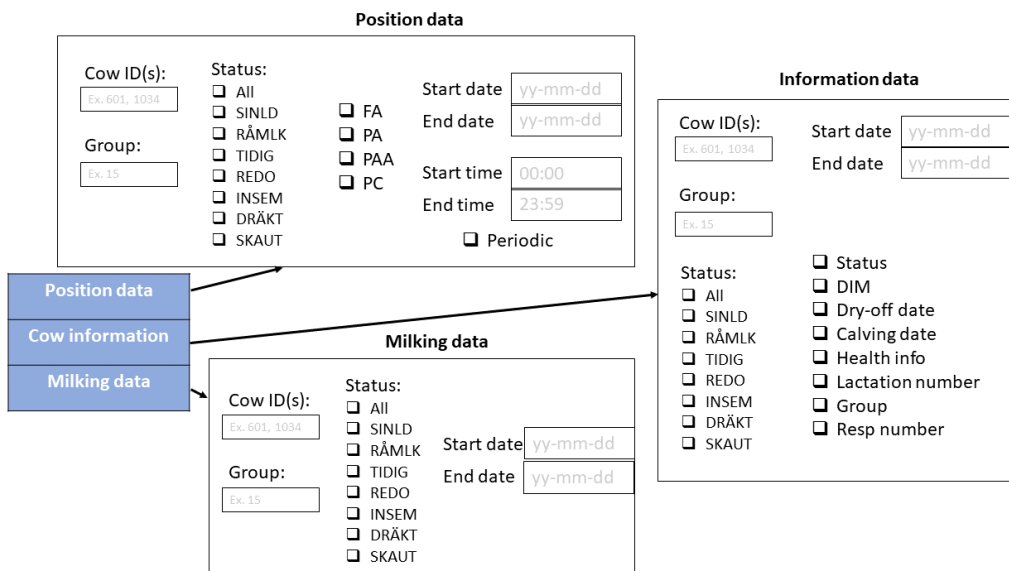 Position data
Cow ID(s):
Ex. 601, 1034
Group:
Ex. 15
Status:
All
SINLD
RÅMLK
TIDIG
REDO
INSEM
DRÄKT
SKAUT
FA
PA
PAA
PC
Start date yy-mm-dd
End date yy-mm-dd
Start time 00:00
End time 23:59
Periodic
Position data
Cow information
Milking data
Information data
Cow ID(s):
Ex. 601, 1034
Group:
Ex. 15
Start date yy-mm-dd
End date yy-mm-dd
Status:
All
SINLD
RÅMLK
TIDIG
REDO
INSEM
DRÄKT
SKAUT
Status
DIM
Dry-off date
Calving date
Health info
Lactation number
Group
Resp number
Milking data
Cow ID(s):
Ex. 601, 1034
Group:
Ex. 15
Status:
All
SINLD
RÅMLK
TIDIG
REDO
INSEM
DRÄKT
SKAUT
Start date yy-mm-dd
End date yy-mm-dd